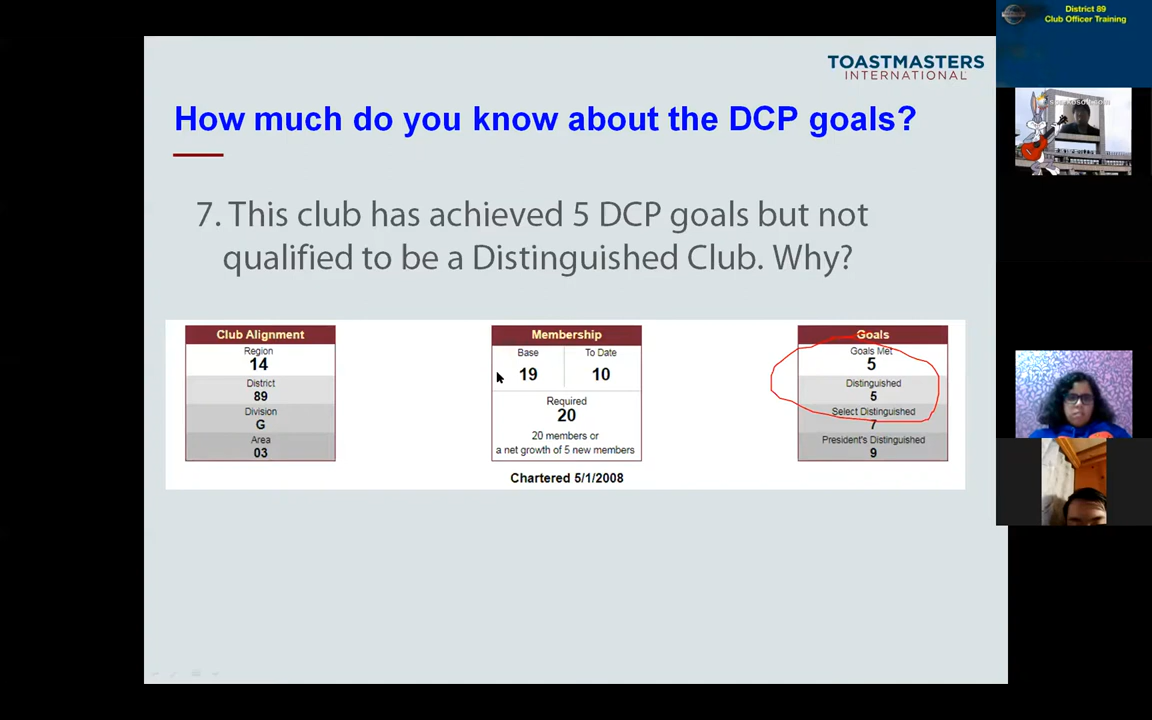 District 89
Club Officer Training
TOASTMASTERS
INTERNATIONAL
How much do you know about the DCP goals?
7. This club has achieved 5 DCP goals but not
qualified to be a Distinguished Club. Why?
Club Alignment
Region
14
District
89
Division
G
Area
03
Membership
Base
To Date
19
10
Required
20
20 members or
a net growth of 5 new members
Chartered 5/1/2008
Goals
Goals Met
5
Distinguished
5
Select Distinguished
7
President's Distinguished
9